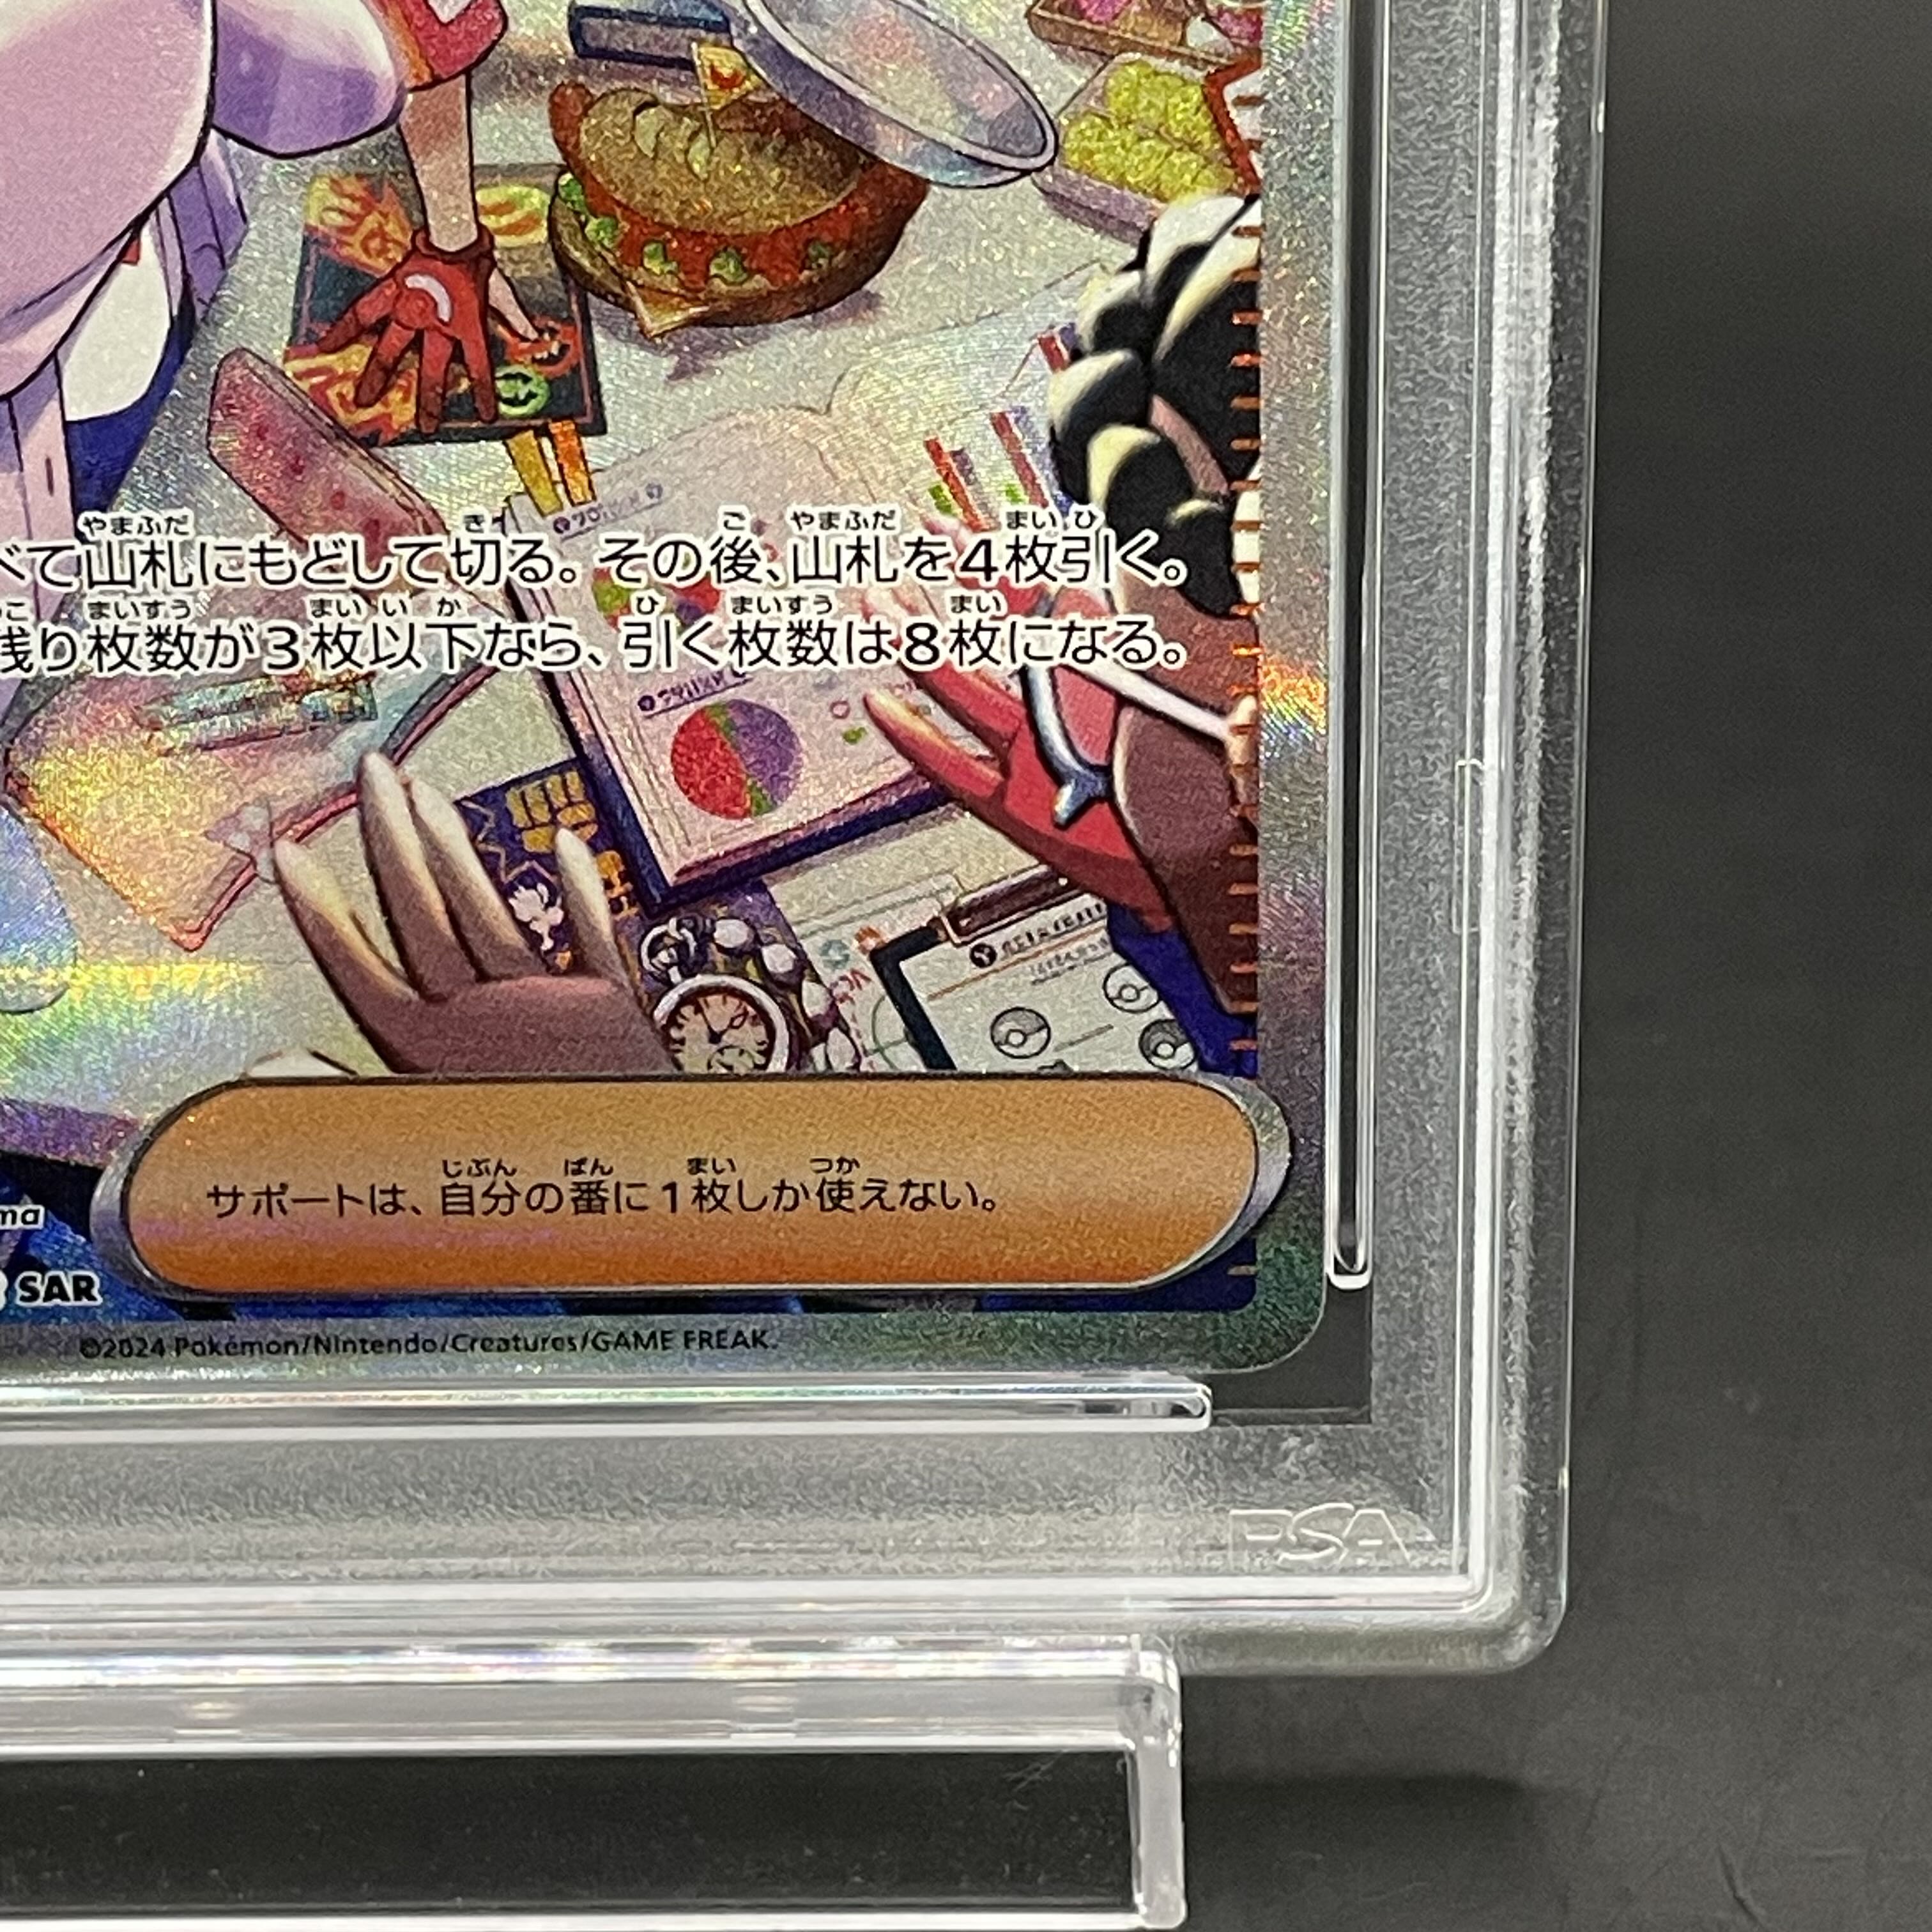 べて山札にもどして切る。その後、山札を4枚引く。
残り枚数が3枚以下なら、引く枚数は8枚になる。
サポートは、自分の番に1枚しか使えない。
ma
SAR
©2024 Pokémon/Nintendo/Creatures/GAME FREAK.
PSA